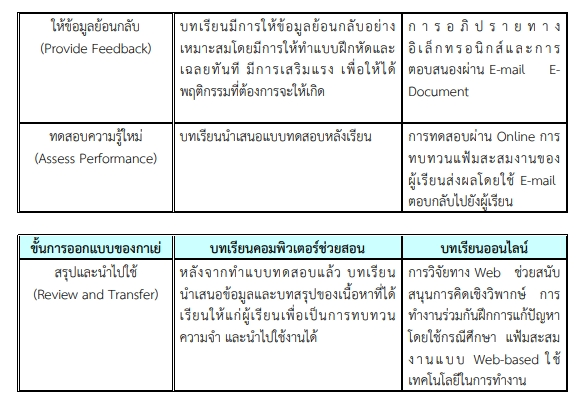 ให้ข้อมูลย้อนกลับ
(Provide Feedback)
บทเรียนมีการให้ข้อมูลย้อนกลับอย่าง
เหมาะสมโดยมีการให้ทำแบบฝึกหัดและ
เฉลยทันที มีการเสริมแรง เพื่อให้ได้
พฤติกรรมที่ต้องการจะให้เกิด
การอภิปรายทาง
อิเล็กทรอนิกส์และการ
ตอบสนองผ่าน E-mail E-
Document
ทดสอบความรู้ใหม่
(Assess Performance)
บทเรียนนำเสนอแบบทดสอบหลังเรียน
การทดสอบผ่าน Online การ
ทบทวนแฟ้มสะสมงานของ
ผู้เรียนส่งผลโดยใช้ E-mail
ตอบกลับไปยังผู้เรียน
ขั้นการออกแบบของกาเย่
บทเรียนคอมพิวเตอร์ช่วยสอน
บทเรียนออนไลน์
สรุปและนำไปใช้
(Review and Transfer)
หลังจากทำแบบทดสอบแล้ว บทเรียน
นำเสนอข้อมูลและบทสรุปของเนื้อหาที่ได้
เรียนให้แก่ผู้เรียนเพื่อเป็นการทบทวน
ความจำ และนำไปใช้งานได้
การวิจัยทาง Web ช่วยสนับ
สนุนการคิดเชิงวิพากษ์ การ
ทำงานร่วมกันฝึกการแก้ปัญหา
โดยใช้กรณีศึกษา แฟ้มสะสม
งานแบบ Web-based ใช้
เทคโนโลยีในการทำงาน